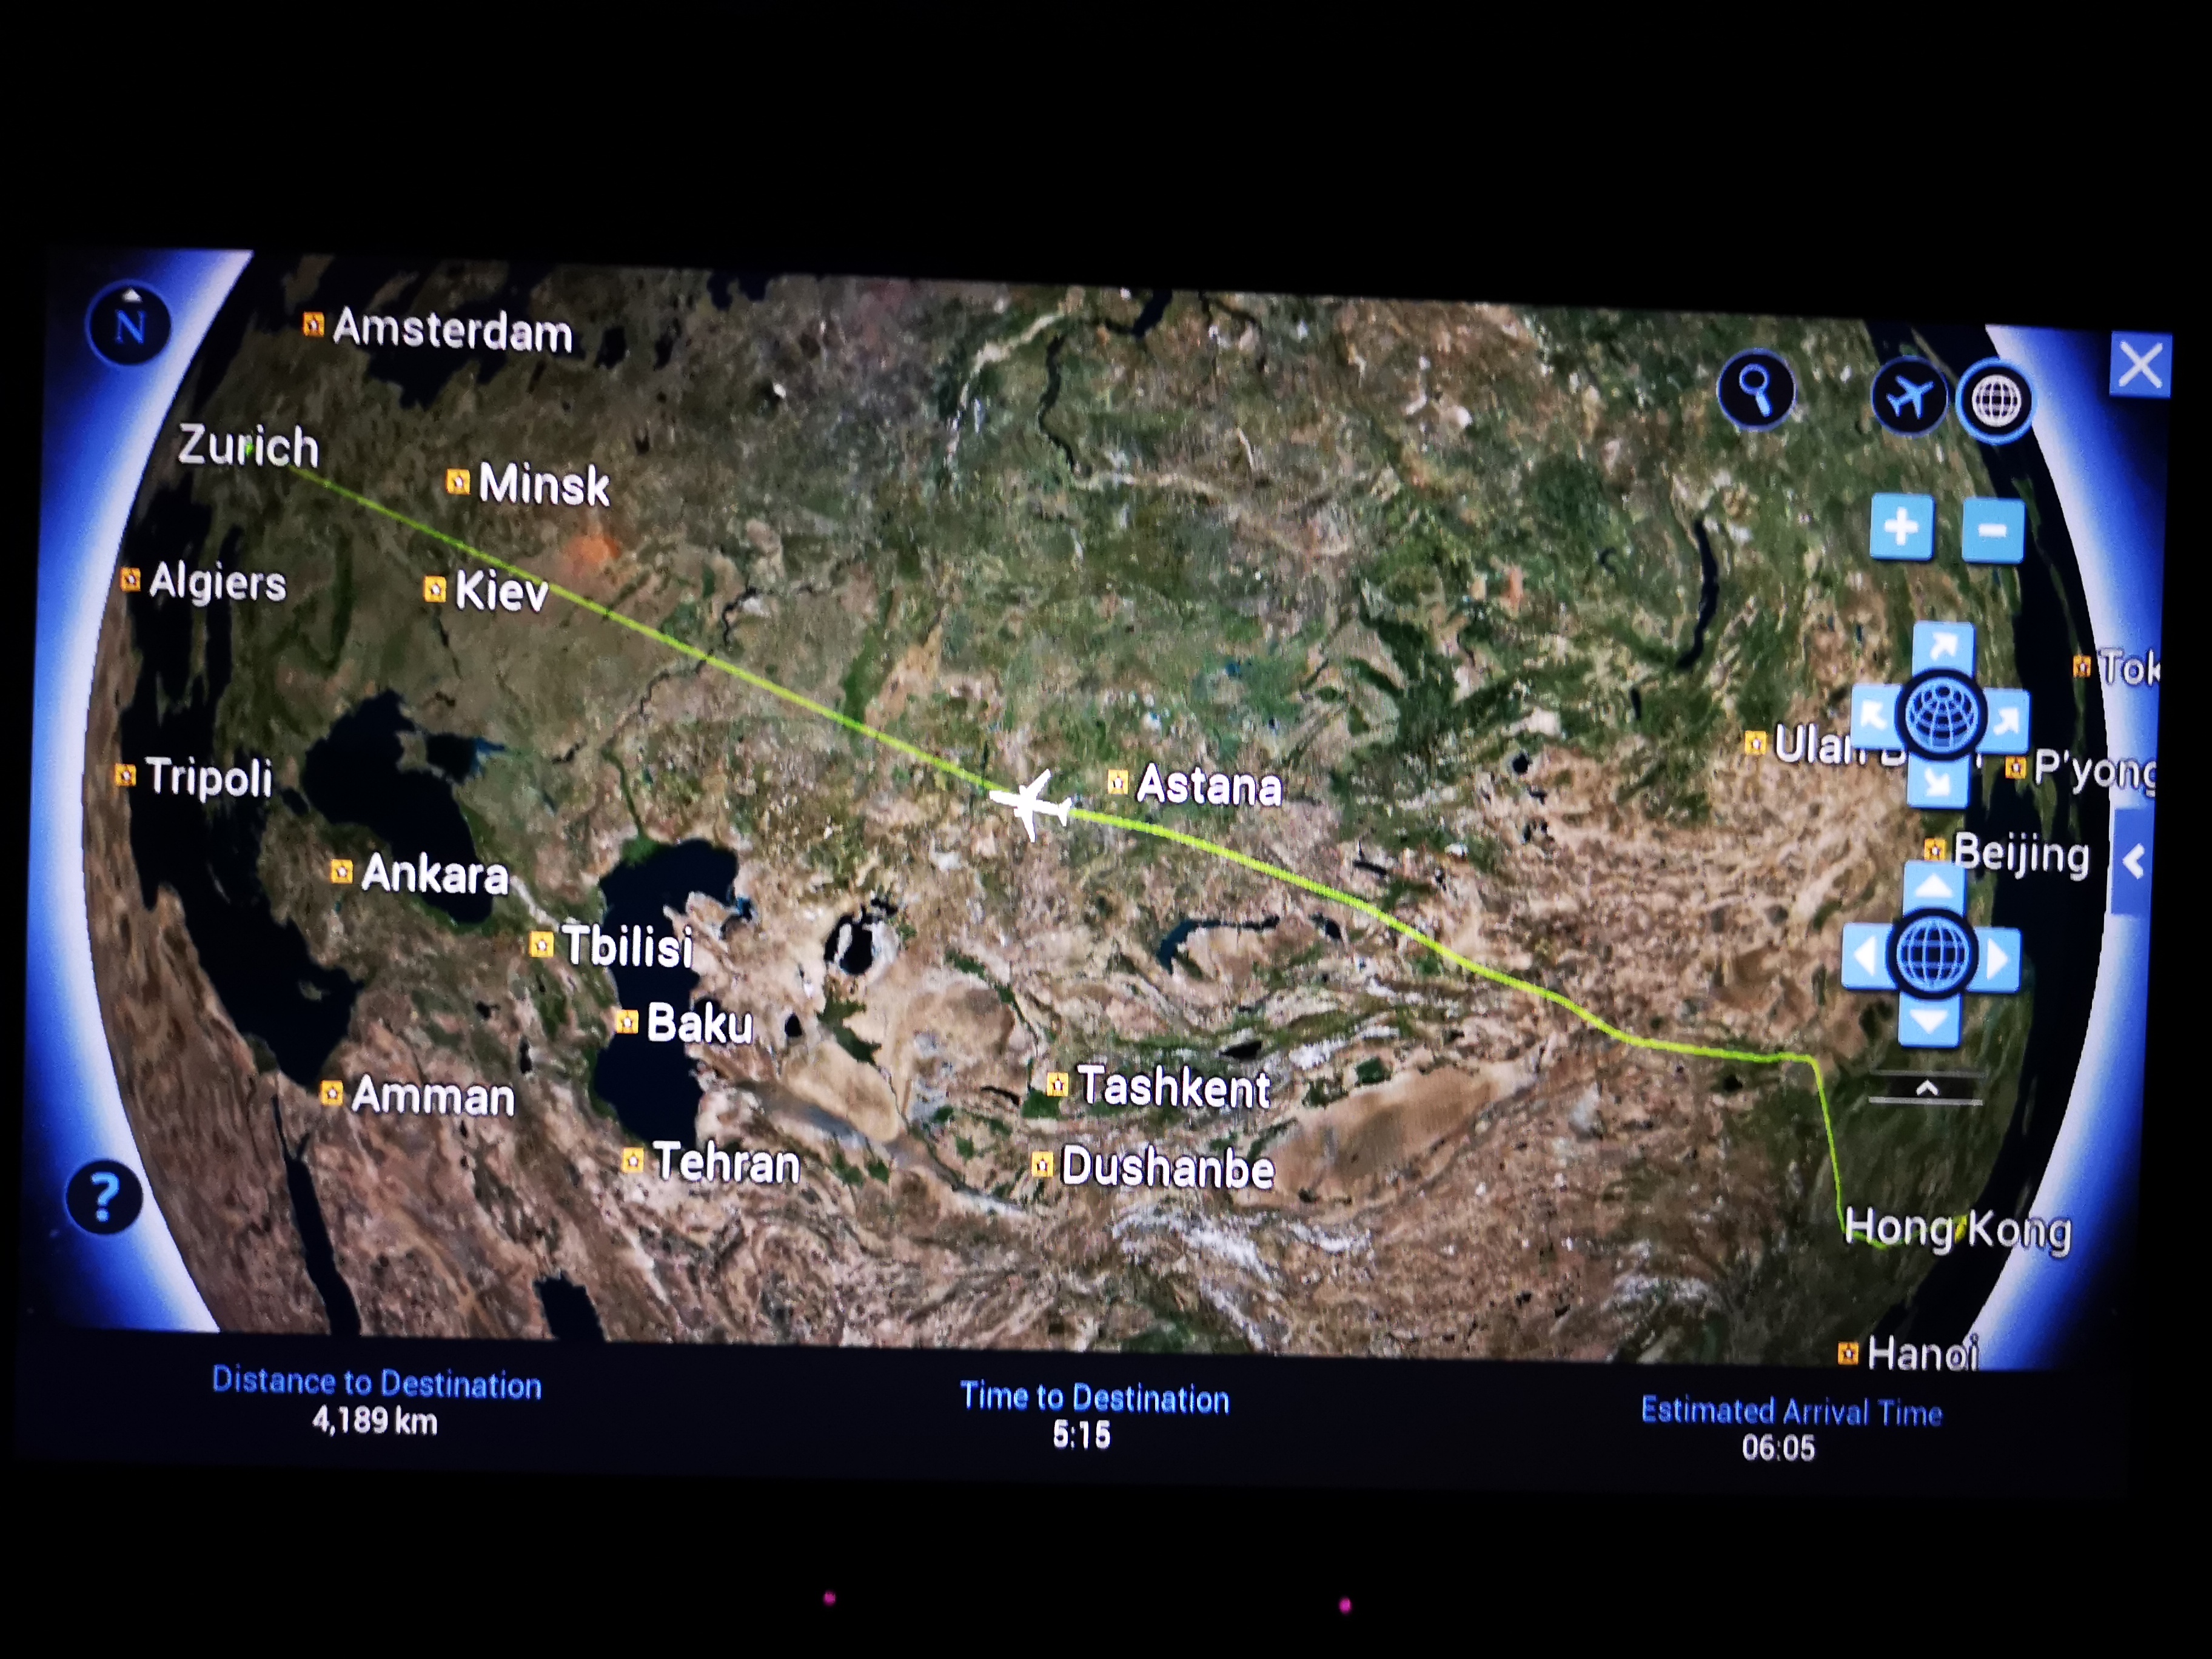 N
Amsterdam
Zurich
Minsk
Algiers
Kiev
Tok
Tripoli
Astana
Ulan
P'yong
Ankara
Beijing
Tbilisi
Baku
Amman
Tashkent
Tehran
Dushanbe
?
Hong Kong
Hanoi
Distance to Destination
4,189 km
Time to Destination
5:15
Estimated Arrival Time
06:05